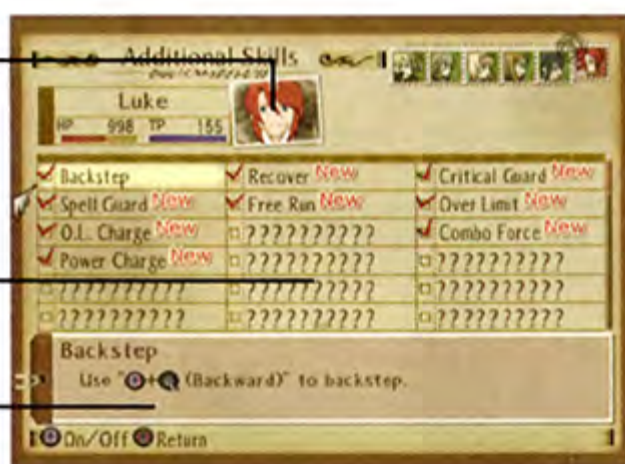 Additional Skills
Luke
HP 998 TP 155
Backstep Recover New Critical Guard New
Spell Guard New Free Run New Over Limit New
O.L. Charge New ?????????? Combo Force New
Power Charge New ?????????? ??????????
?????????? ?????????? ??????????
?????????? ?????????? ??????????
Backstep
Use "+ (Backward)" to backstep.
On/Off Return